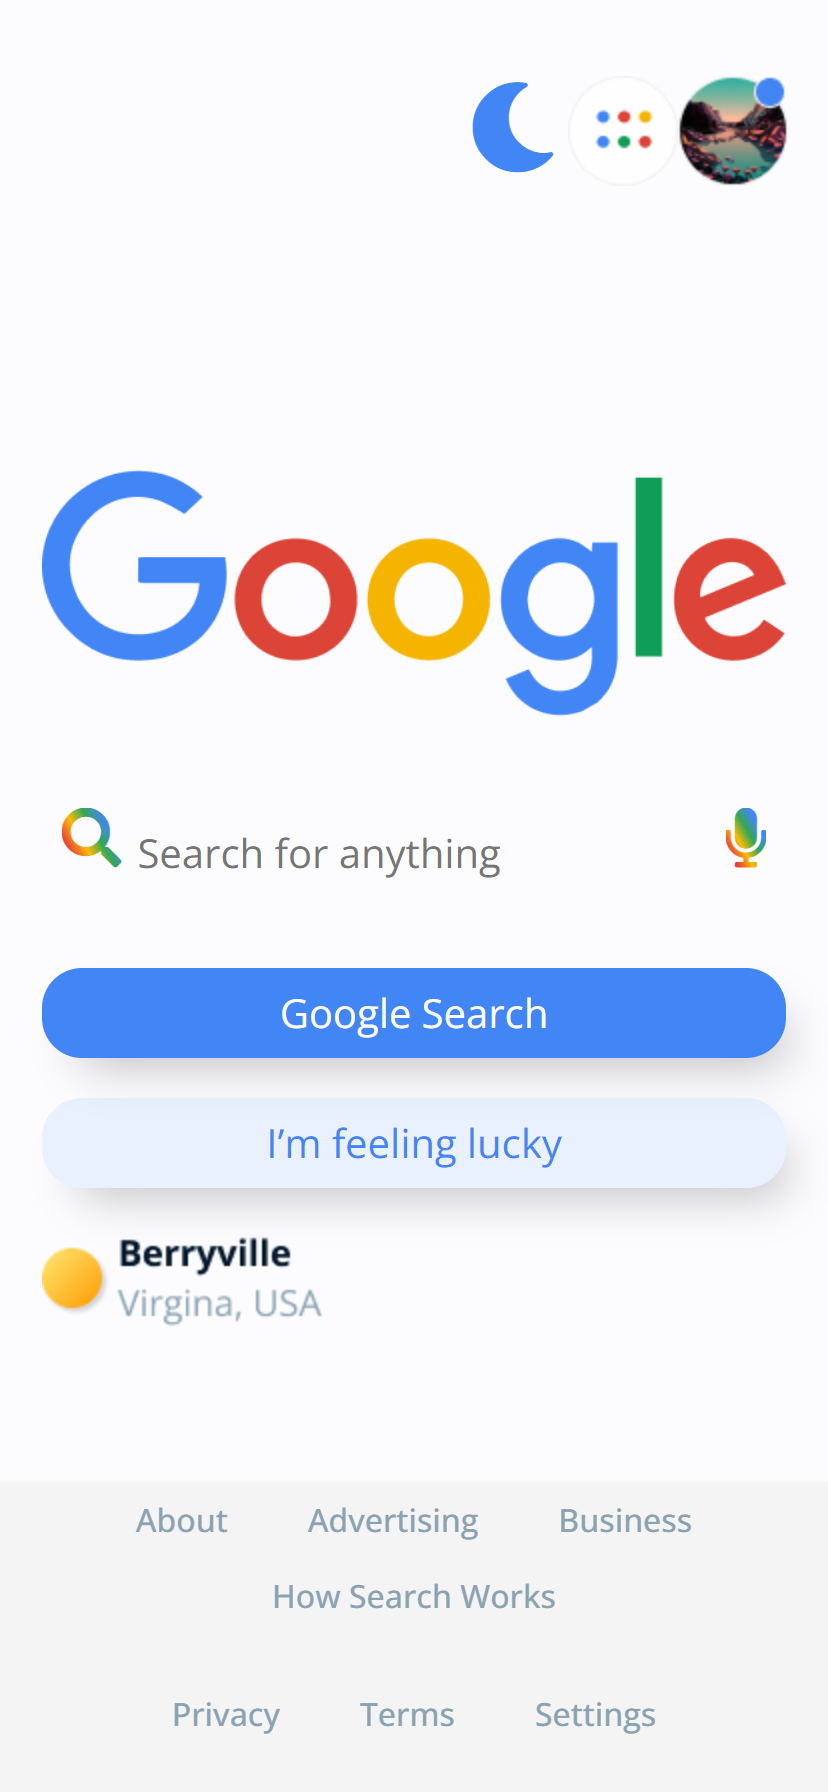 Google
Search for anything
Google Search
I’m feeling lucky
Berryville
Virgina, USA
About Advertising Business
How Search Works
Privacy Terms Settings